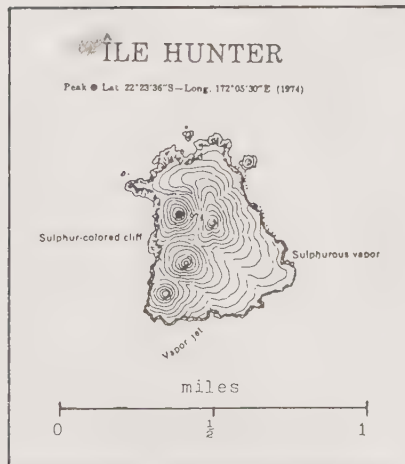 ÎLE HUNTER
Peak ● Lat 22°23'36"S—Long. 172°05'30"E (1974)
Sulphur-colored cliff
Sulphurous vapor
Vapor jet
miles
0 ½ 1